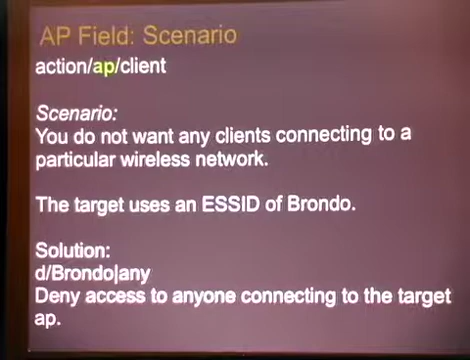 AP Field: Scenario
action/ap/client
Scenario:
You do not want any clients connecting to a
particular wireless network.
The target uses an ESSID of Brondo.
Solution:
d/Brondo|any
Deny access to anyone connecting to the target
ap.